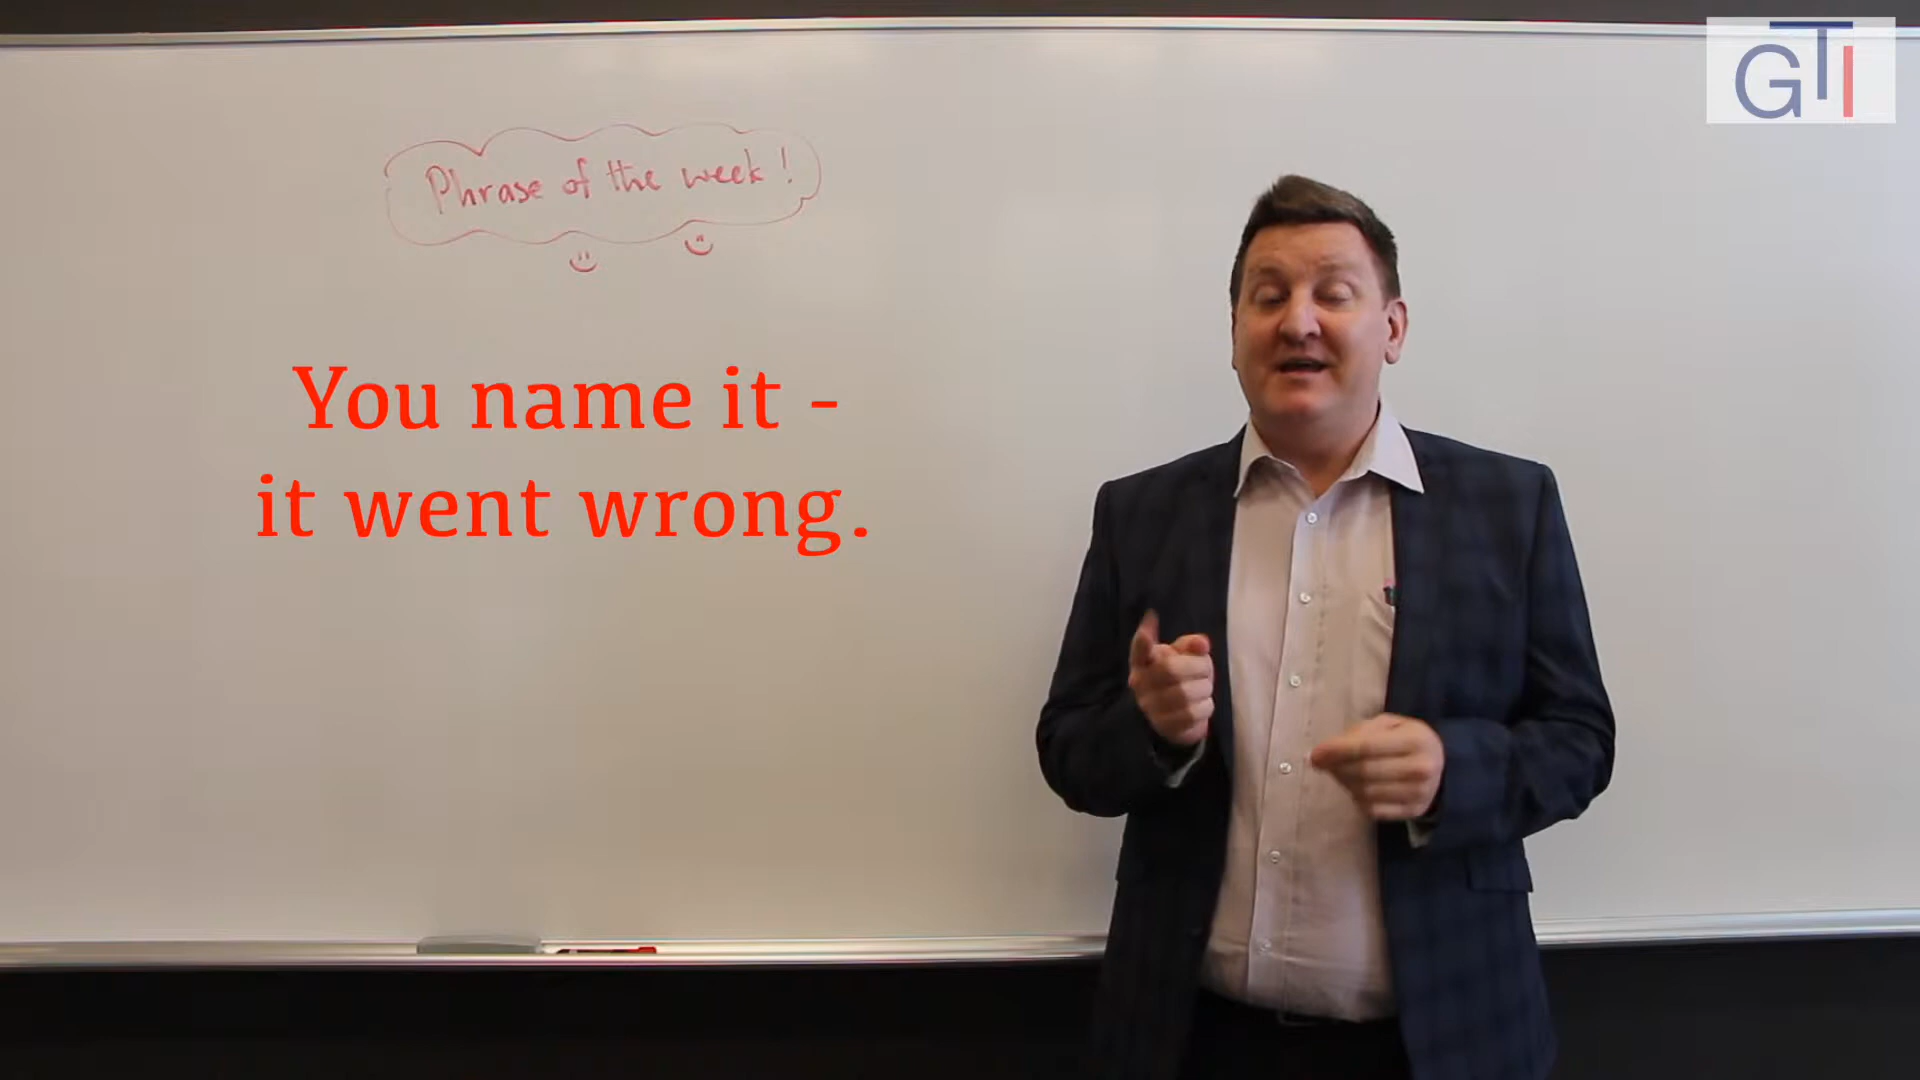 GTI
Phrase of the week!
You name it -
it went wrong.